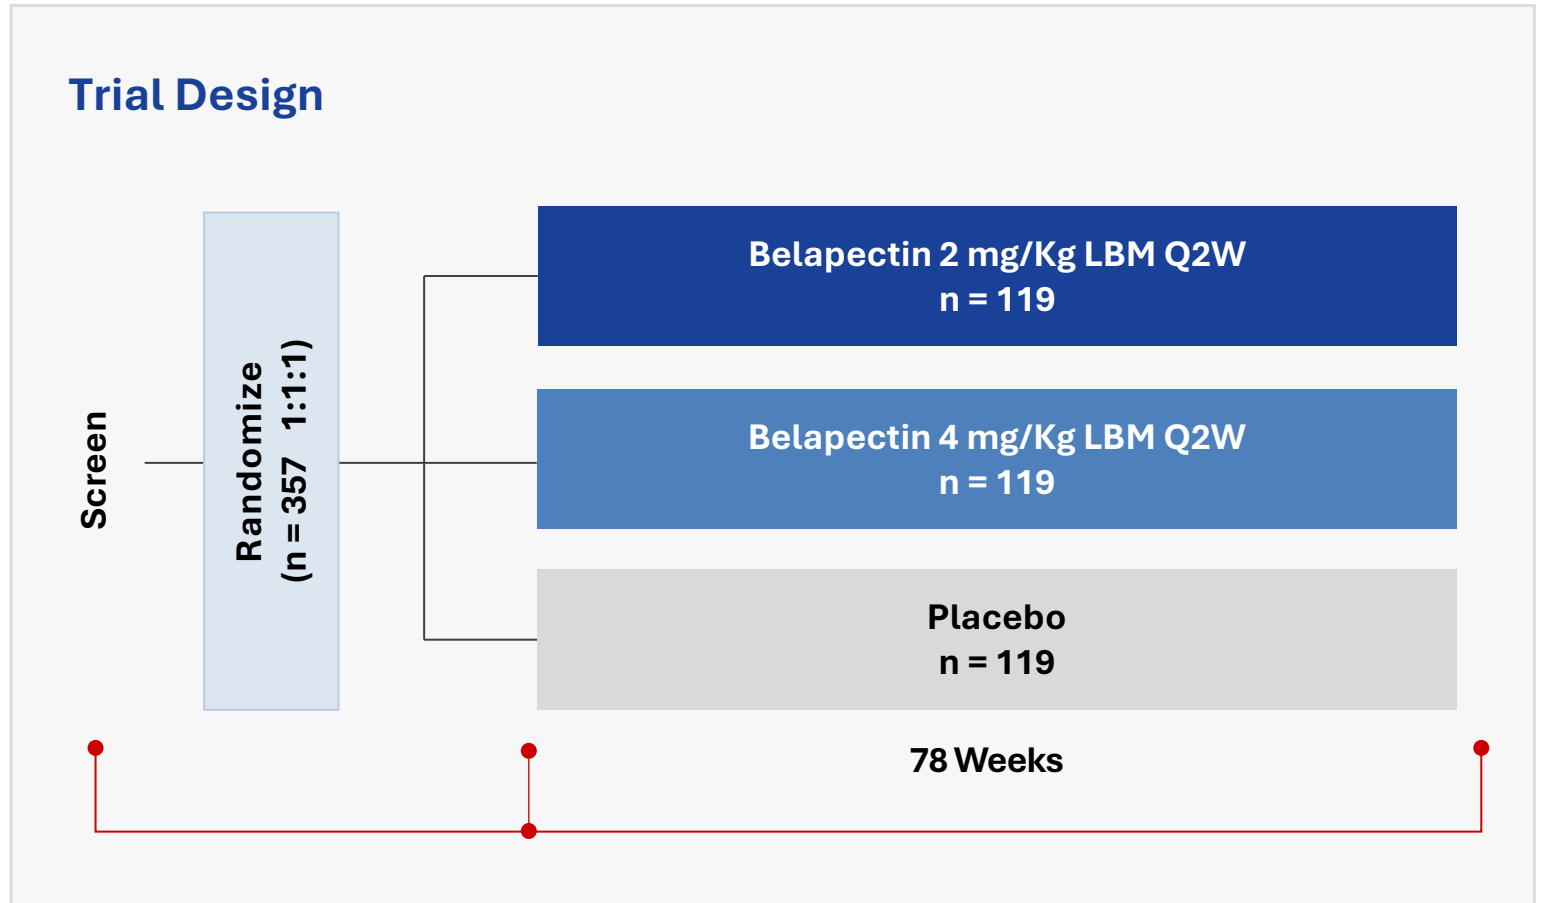 Trial Design
Screen
Randomize
(n = 357 1:1:1)
Belapectin 2 mg/Kg LBM Q2W
n = 119
Belapectin 4 mg/Kg LBM Q2W
n = 119
Placebo
n = 119
78 Weeks